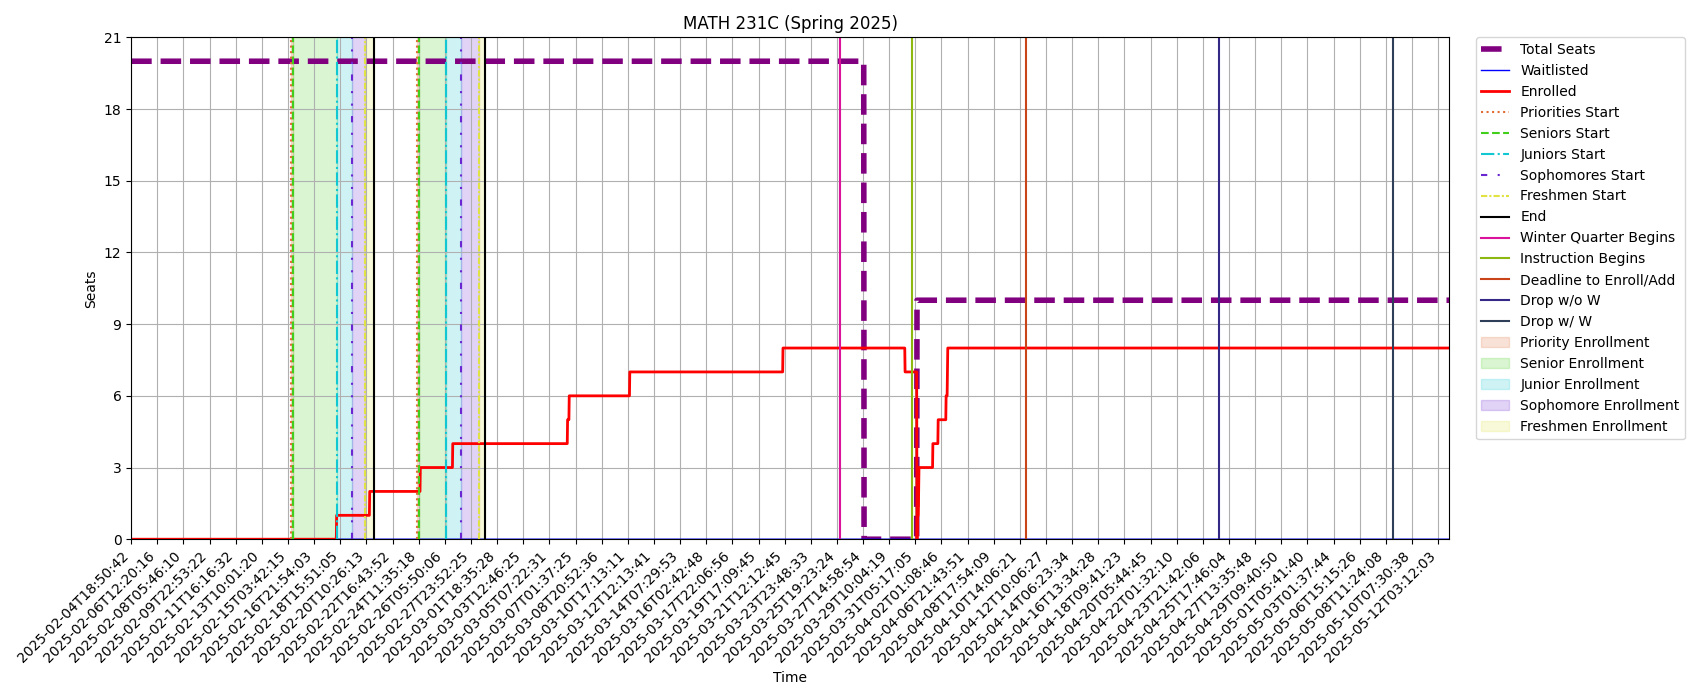 MATH 231C (Spring 2025)
21
18
15
12
9
6
3
0
Seats
2025-02-04T18:50:42
2025-02-06T12:20:16
2025-02-08T05:46:10
2025-02-09T22:53:22
2025-02-11T16:16:32
2025-02-13T10:01:20
2025-02-15T03:42:15
2025-02-16T21:54:03
2025-02-18T15:51:05
2025-02-20T10:26:13
2025-02-22T16:43:52
2025-02-24T11:35:18
2025-02-26T05:50:06
2025-02-27T23:52:25
2025-03-01T18:35:28
2025-03-03T12:46:25
2025-03-05T07:22:31
2025-03-07T01:37:25
2025-03-08T20:52:36
2025-03-10T17:13:11
2025-03-12T12:13:41
2025-03-14T07:29:53
2025-03-16T02:42:48
2025-03-17T22:06:56
2025-03-19T17:09:45
2025-03-21T12:12:45
2025-03-23T23:48:33
2025-03-25T19:23:24
2025-03-27T14:58:54
2025-03-29T10:04:19
2025-03-31T05:17:05
2025-04-02T01:08:46
2025-04-06T21:43:51
2025-04-08T17:54:09
2025-04-10T14:06:21
2025-04-12T10:06:27
2025-04-14T06:23:34
2025-04-16T13:34:28
2025-04-18T09:41:23
2025-04-20T05:44:45
2025-04-22T01:32:10
2025-04-23T21:42:06
2025-04-25T17:46:04
2025-04-27T13:35:48
2025-04-29T09:40:50
2025-05-01T05:41:40
2025-05-03T01:37:44
2025-05-06T15:15:26
2025-05-08T11:24:08
2025-05-10T07:30:38
2025-05-12T03:12:03
Time
Total Seats
Waitlisted
Enrolled
Priorities Start
Seniors Start
Juniors Start
Sophomores Start
Freshmen Start
End
Winter Quarter Begins
Instruction Begins
Deadline to Enroll/Add
Drop w/o W
Drop w/ W
Priority Enrollment
Senior Enrollment
Junior Enrollment
Sophomore Enrollment
Freshmen Enrollment